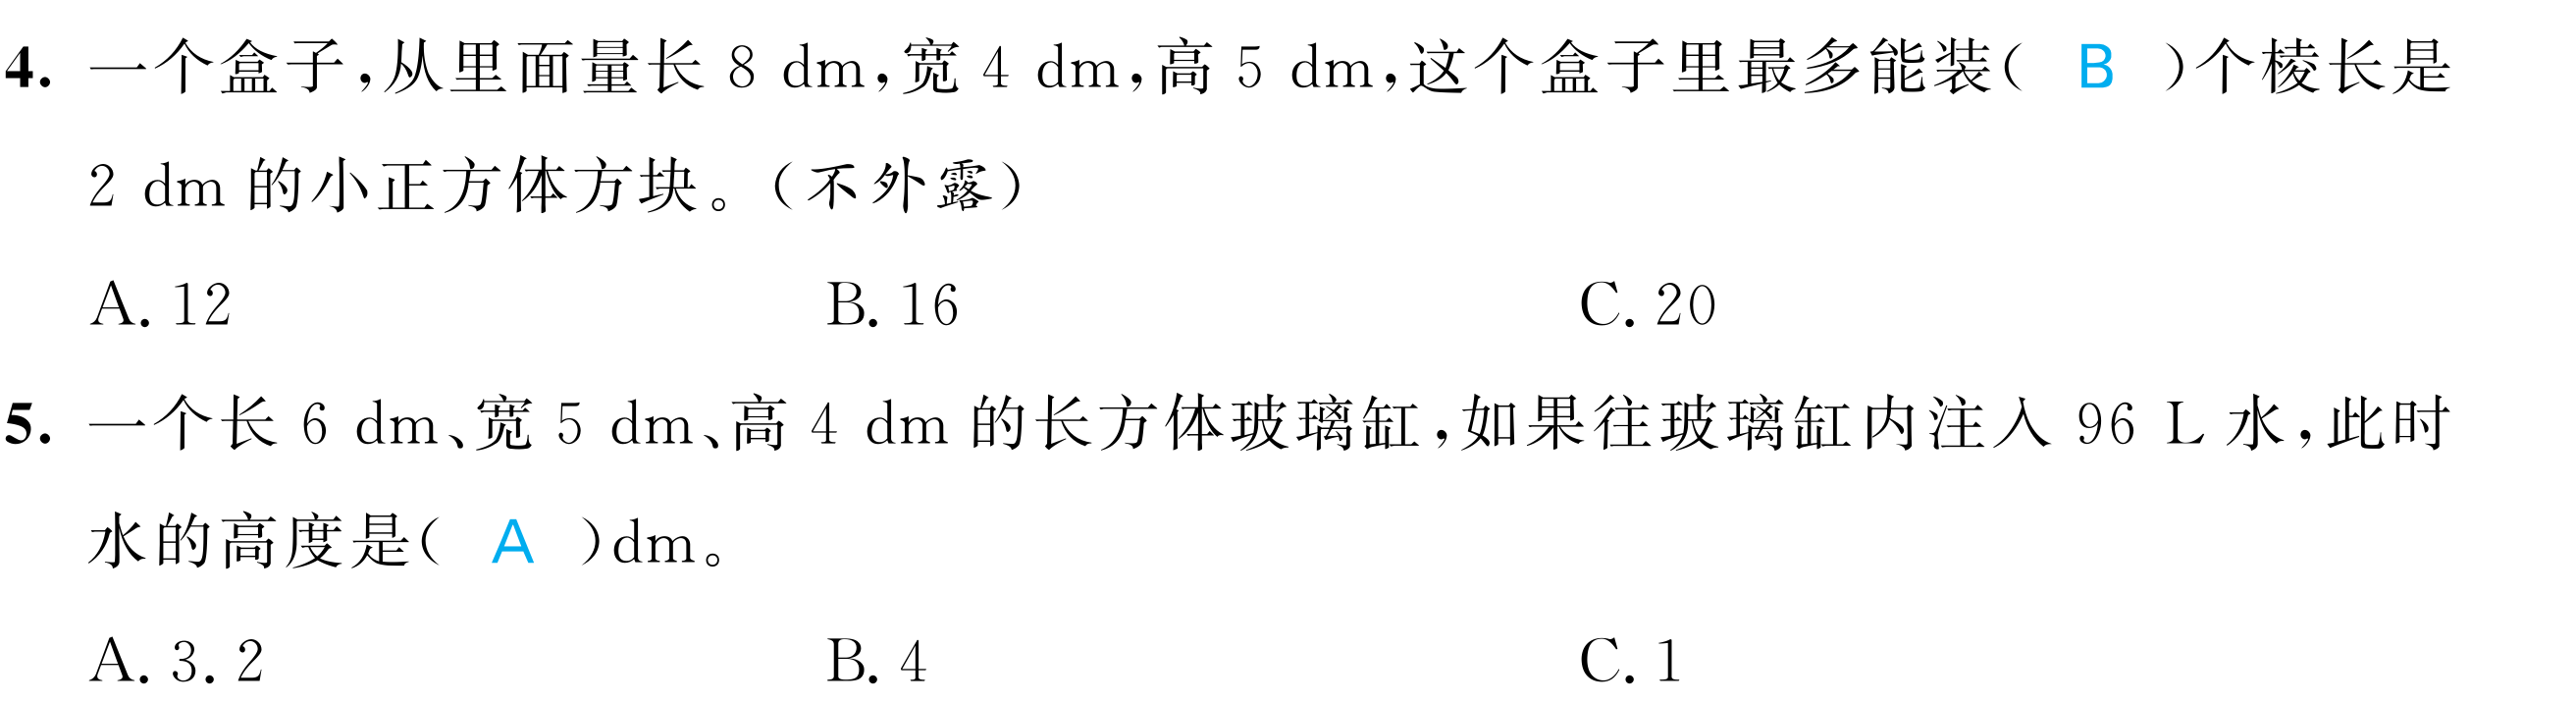 4. 一个盒子,从里面量长 8 dm,宽 4 dm,高 5 dm,这个盒子里最多能装( B )个棱长是
2 dm 的小正方体方块。(不外露)
A. 12 B. 16 C. 20
5. 一个长 6 dm、宽 5 dm、高 4 dm 的长方体玻璃缸,如果往玻璃缸内注入 96 L 水,此时
水的高度是( A )dm。
A. 3. 2 B. 4 C. 1